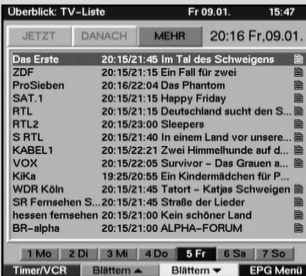 Überblick: TV-Liste Fr 09.01. 15:47
JETZT DANACH MEHR 20:16 Fr,09.01.
Das Erste 20:15/21:45 Im Tal des Schweigens
ZDF 20:15/21:15 Ein Fall für zwei
ProSieben 20:16/22:04 Das Phantom
SAT.1 20:15/21:15 Happy Friday
RTL 20:15/21:15 Deutschland sucht den S...
RTL2 20:15/23:00 Sleepers
S RTL 20:15/21:40 In einem Land vor unsere...
KABEL1 20:15/22:21 Zwei Himmelhunde auf d...
VOX 20:15/22:05 Survivor - Das Grauen a...
KiKa 19:25/20:55 Ein Kindermädchen für P...
WDR Köln 20:15/21:45 Tatort - Katjas Schweigen
SR Fernsehen S... 20:15/21:45 Straße der Lieder
hessen fernsehen 20:15/21:00 Kein schöner Land
BR-alpha 20:15/21:00 ALPHA-FORUM
1 Mo 2 Di 3 Mi 4 Do 5 Fr 6 Sa 7 So
Timer/VCR Blättern ▲ Blättern ▼ EPG Menu